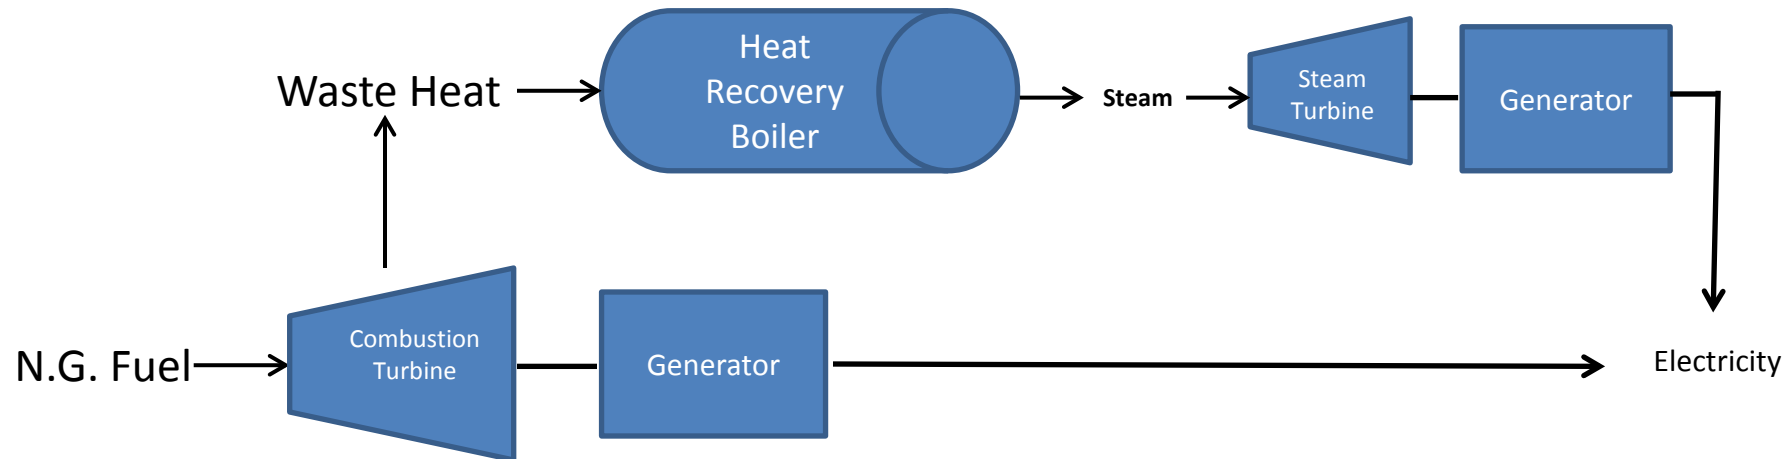 Waste Heat
Heat
Recovery
Boiler
Steam
Steam
Turbine
Generator
N.G. Fuel
Combustion
Turbine
Generator
Electricity